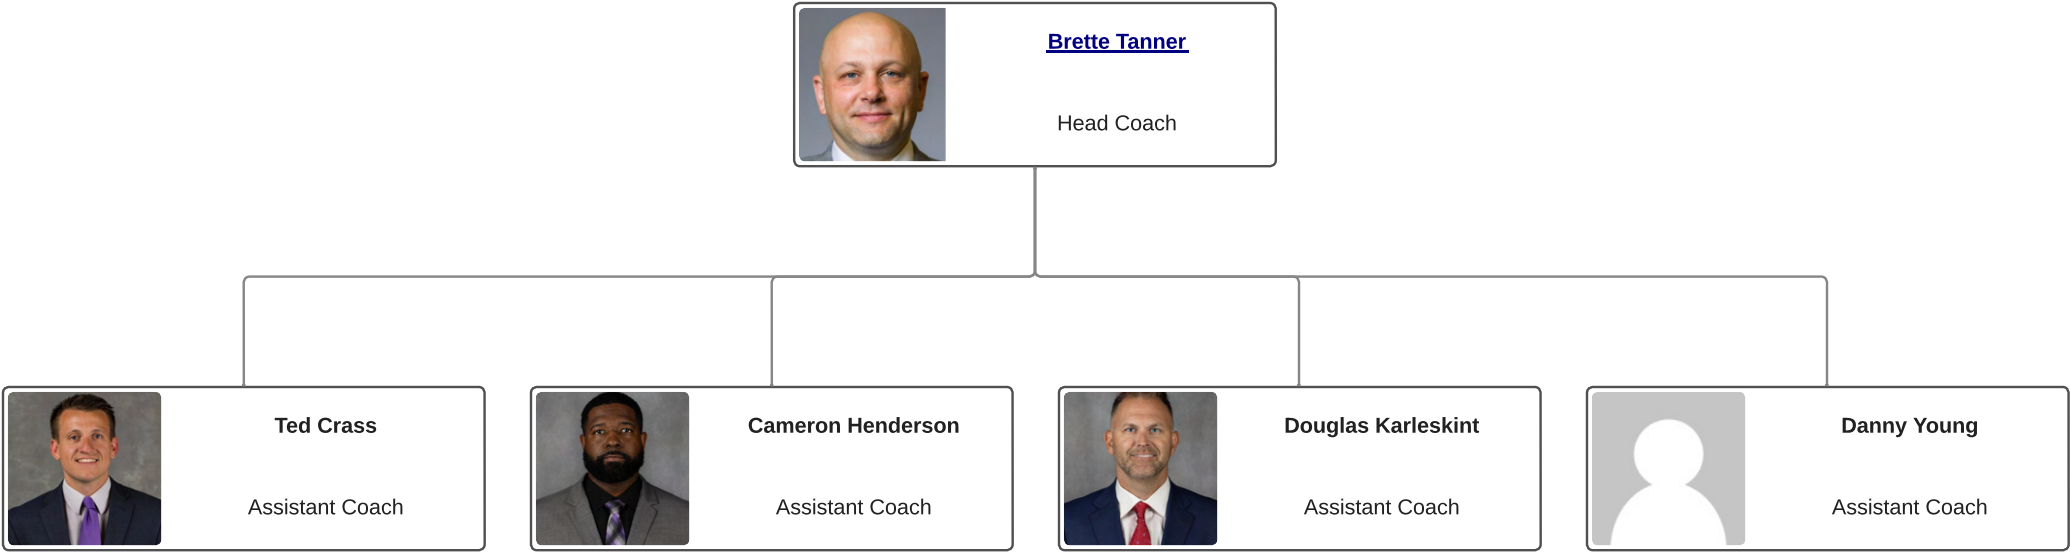 Brette Tanner
Head Coach
Ted Crass
Assistant Coach
Cameron Henderson
Assistant Coach
Douglas Karleskint
Assistant Coach
Danny Young
Assistant Coach